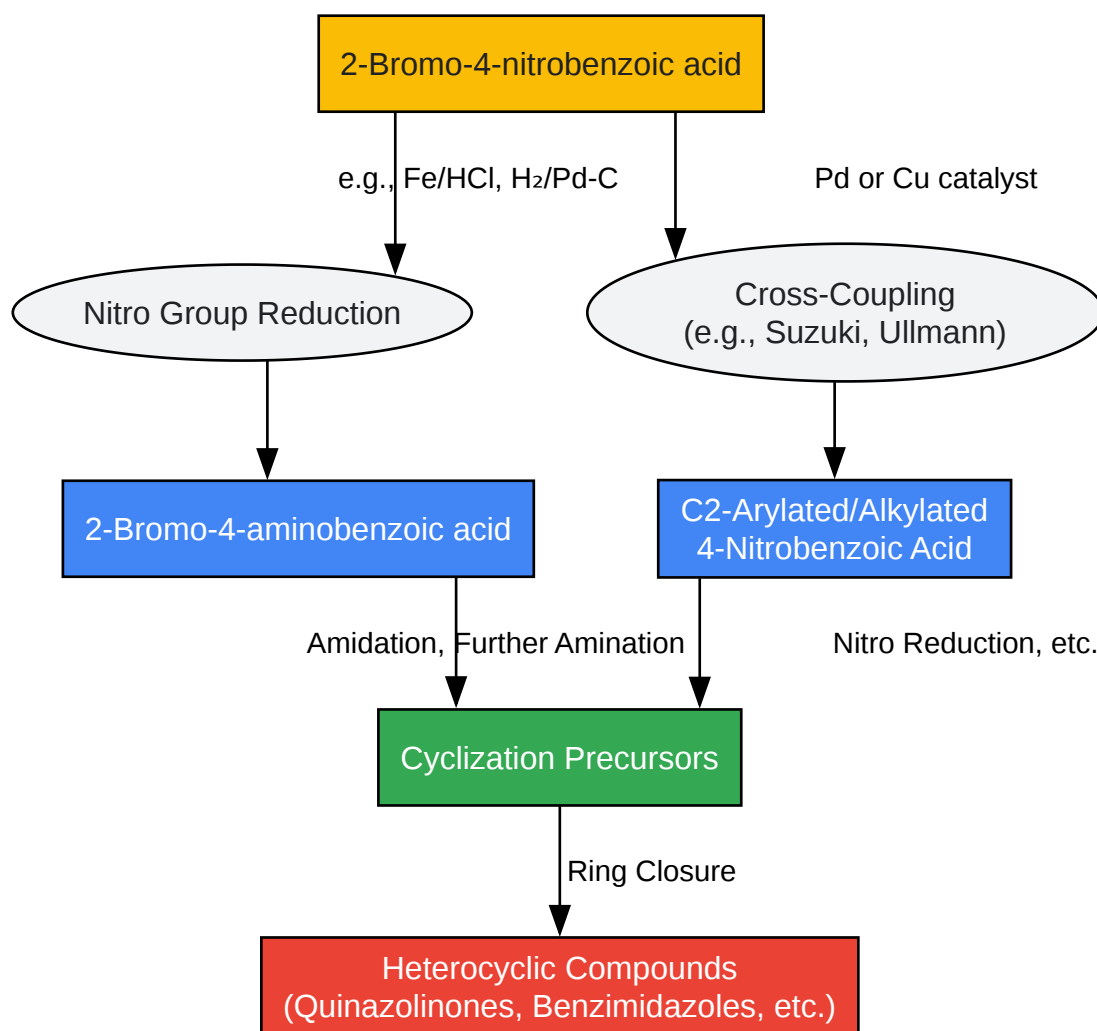 2-Bromo-4-nitrobenzoic acid
e.g., Fe/HCl, H₂/Pd-C
Pd or Cu catalyst
Nitro Group Reduction
Cross-Coupling
(e.g., Suzuki, Ullmann)
2-Bromo-4-aminobenzoic acid
C2-Arylated/Alkylated
4-Nitrobenzoic Acid
Amidation, Further Amination
Nitro Reduction, etc.
Cyclization Precursors
Ring Closure
Heterocyclic Compounds
(Quinazolinones, Benzimidazoles, etc.)